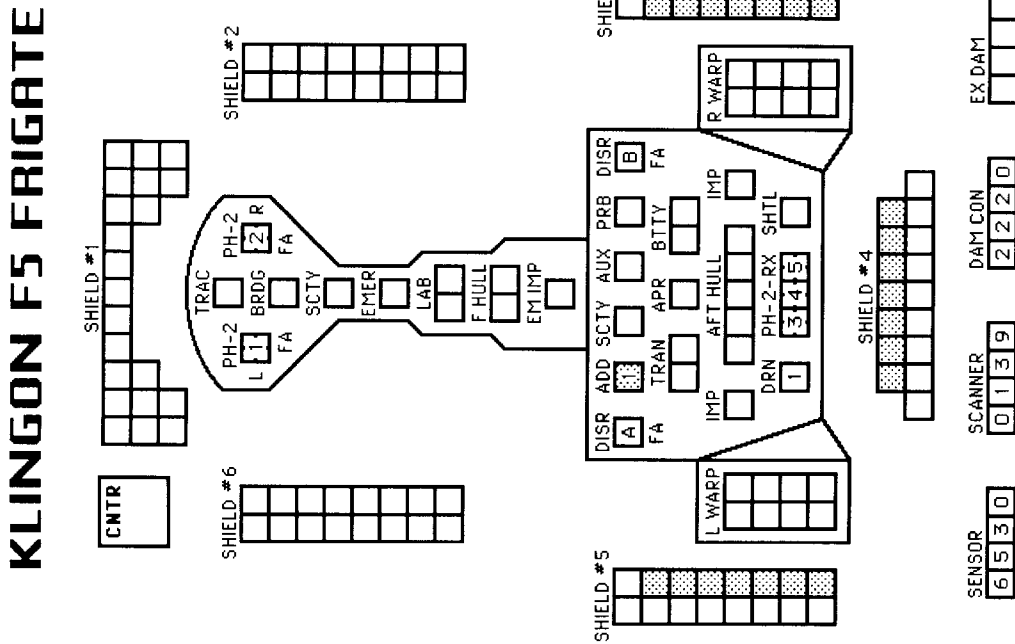 KLINGON F5 FRIGATE
CNTR
SHIELD #1
SHIELD #2
SHIELD #6
TRAC
PH-2 PH-2
L 1 2 R
FA FA
BRDG
SCTY
EMER
LAB
F HULL
EM IMP
DISR ADD SCTY AUX PRB DISR
A 1 B
FA FA
TRAN APR BTTY
IMP AFT HULL IMP
DRN PH-2-RX SHTL
1 3 4 5
L WARP R WARP
SHIELD #5
SHIE
SHIELD #4
SENSOR SCANNER DAM CON EX DAM
6 5 3 0 0 1 3 9 2 2 2 0